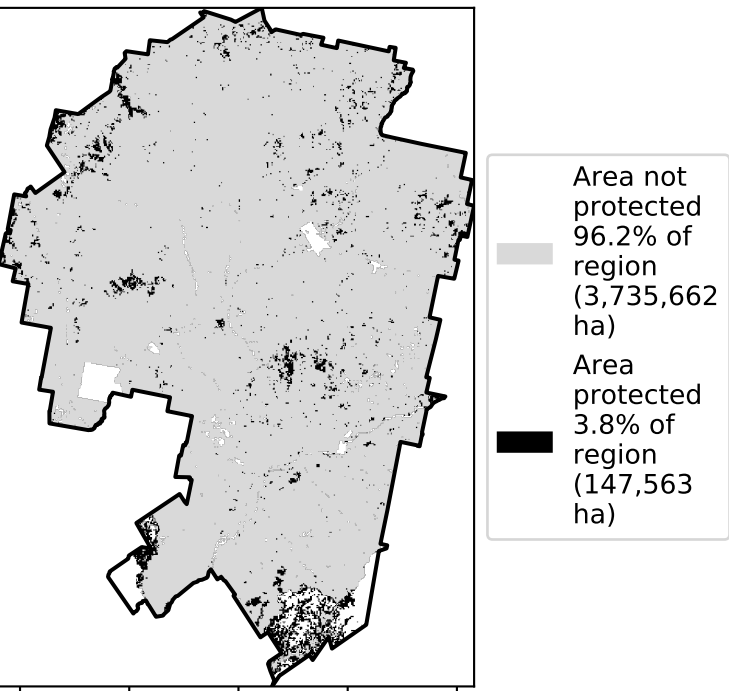 Area not
protected
96.2% of
region
(3,735,662
ha)
Area
protected
3.8% of
region
(147,563
ha)